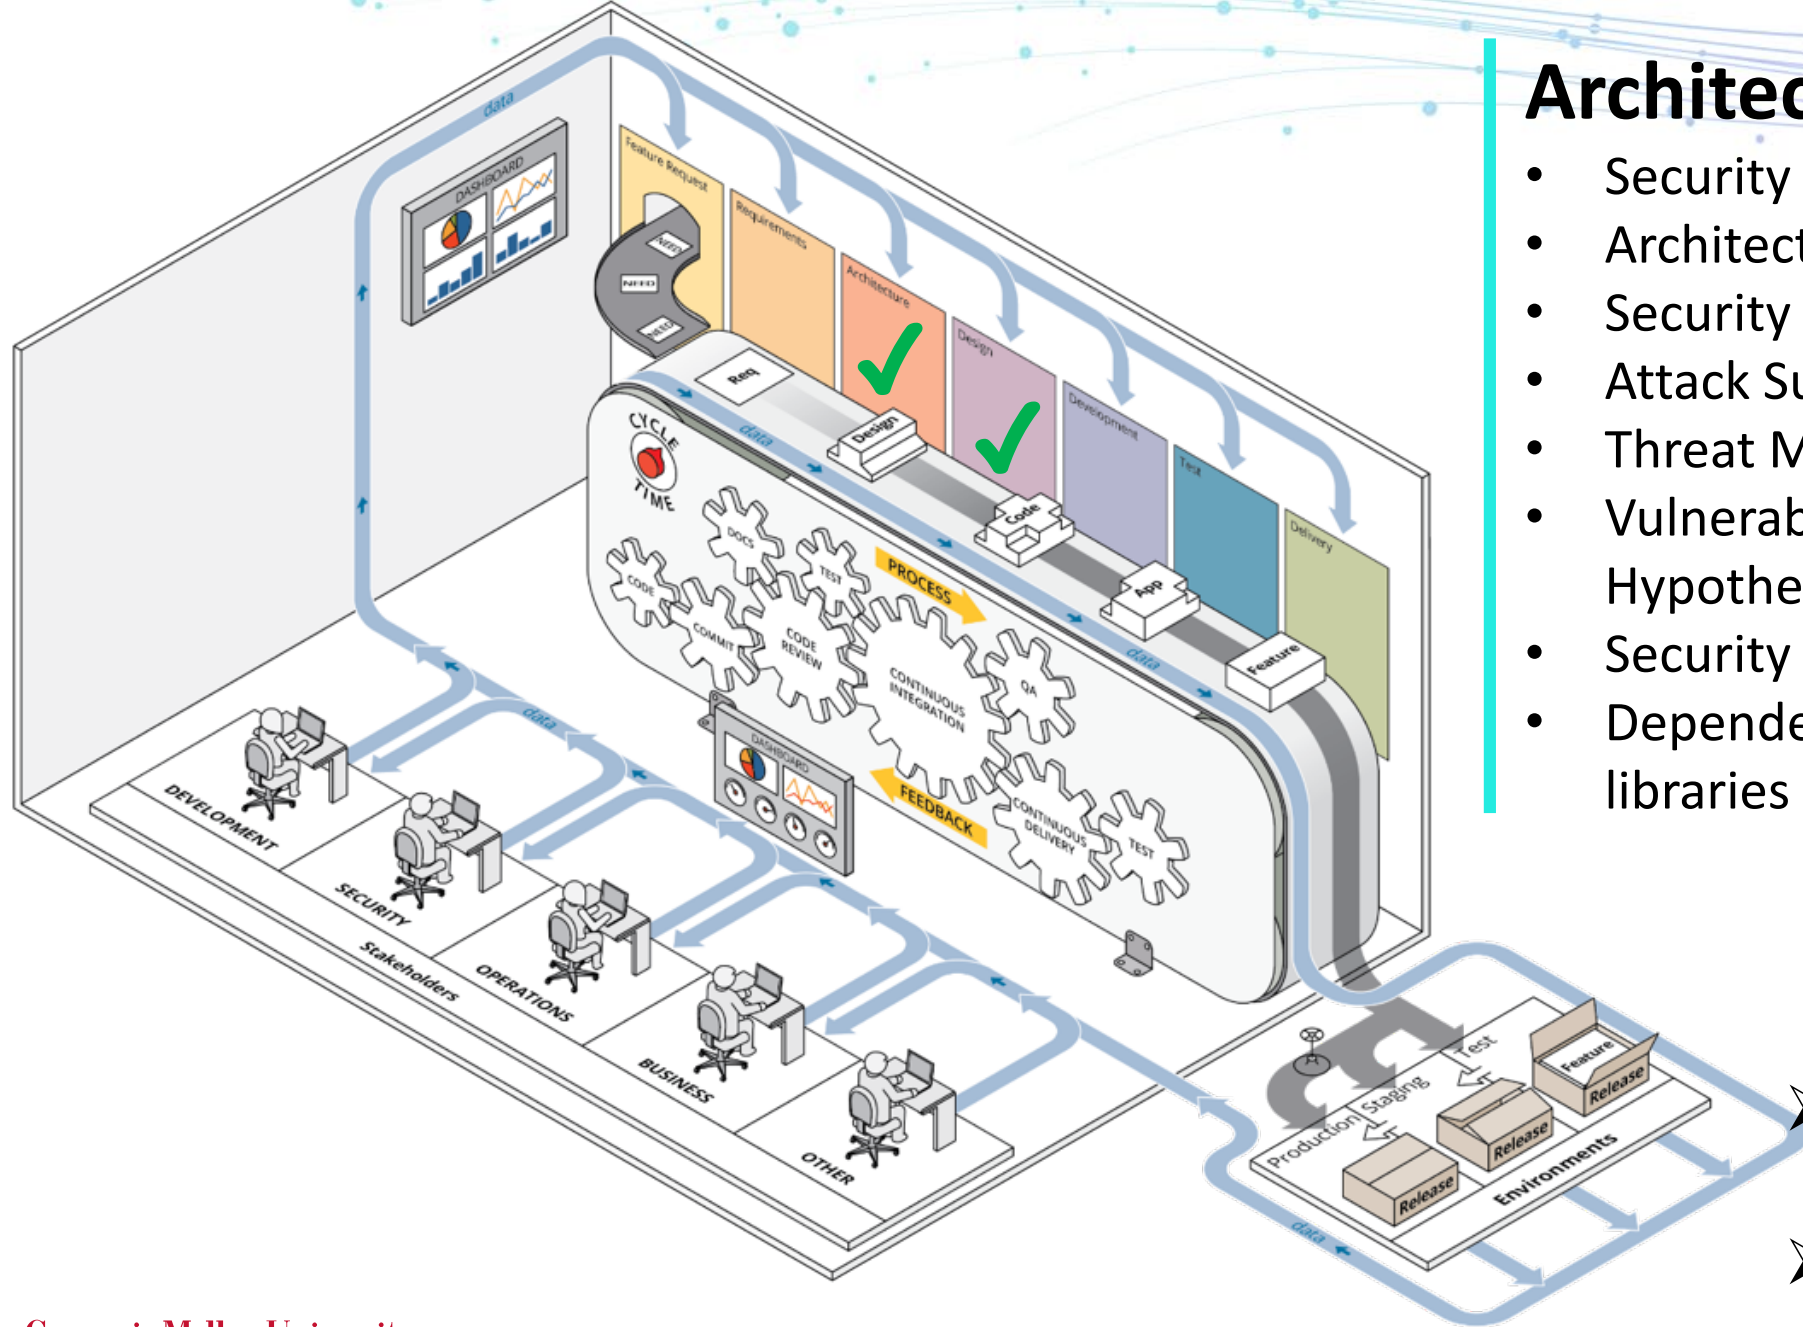 Architec
• Security
• Architect
• Security
• Attack Su
• Threat M
• Vulnerab
Hypothe
• Security
• Depende
libraries
data
DASHBOARD
Feature Request
Requirements
Architecture
Design
Development
Test
Delivery
NEED
NEED
NEED
Req
Design
Code
App
Feature
data
data
CYCLE
TIME
DOCS
TEST
CODE
COMMIT
CODE
REVIEW
PROCESS
CONTINUOUS
INTEGRATION
QA
DASHBOARD
FEEDBACK
CONTINUOUS
DELIVERY
TEST
data
DEVELOPMENT
SECURITY
OPERATIONS
BUSINESS
OTHER
Stakeholders
Test
Staging
Production
Feature
Release
Release
Release
Environments
data